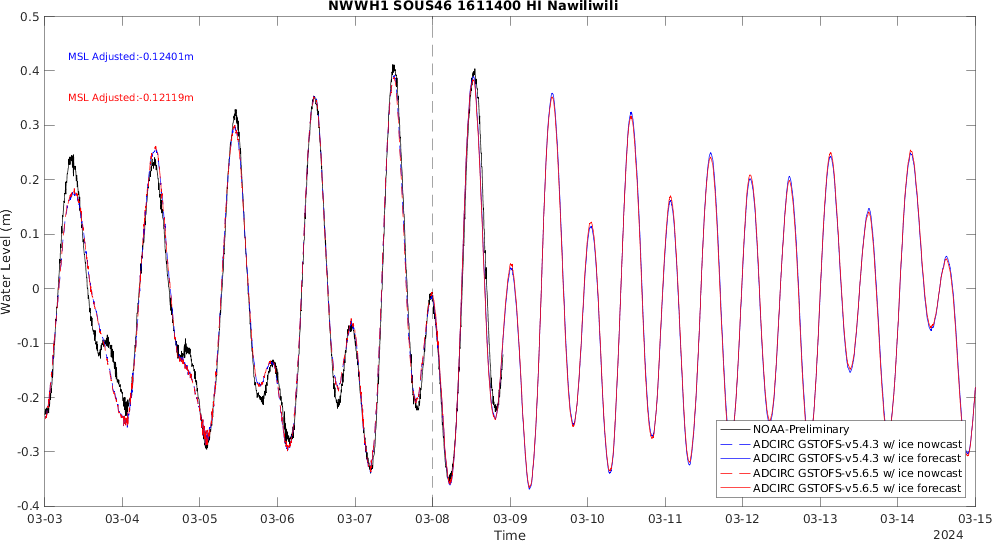 NWWH1 SOUS46 1611400 HI Nawiliwili
0.5
MSL Adjusted:-0.12401m
0.4
MSL Adjusted:-0.12119m
0.3
0.2
0.1
Water Level (m)
0
-0.1
-0.2
-0.3
-0.4
NOAA-Preliminary
ADCIRC GSTOFS-v5.4.3 w/ ice nowcast
ADCIRC GSTOFS-v5.4.3 w/ ice forecast
ADCIRC GSTOFS-v5.6.5 w/ ice nowcast
ADCIRC GSTOFS-v5.6.5 w/ ice forecast
03-03 03-04 03-05 03-06 03-07 03-08 03-09 03-10 03-11 03-12 03-13 03-14 03-15
Time
2024